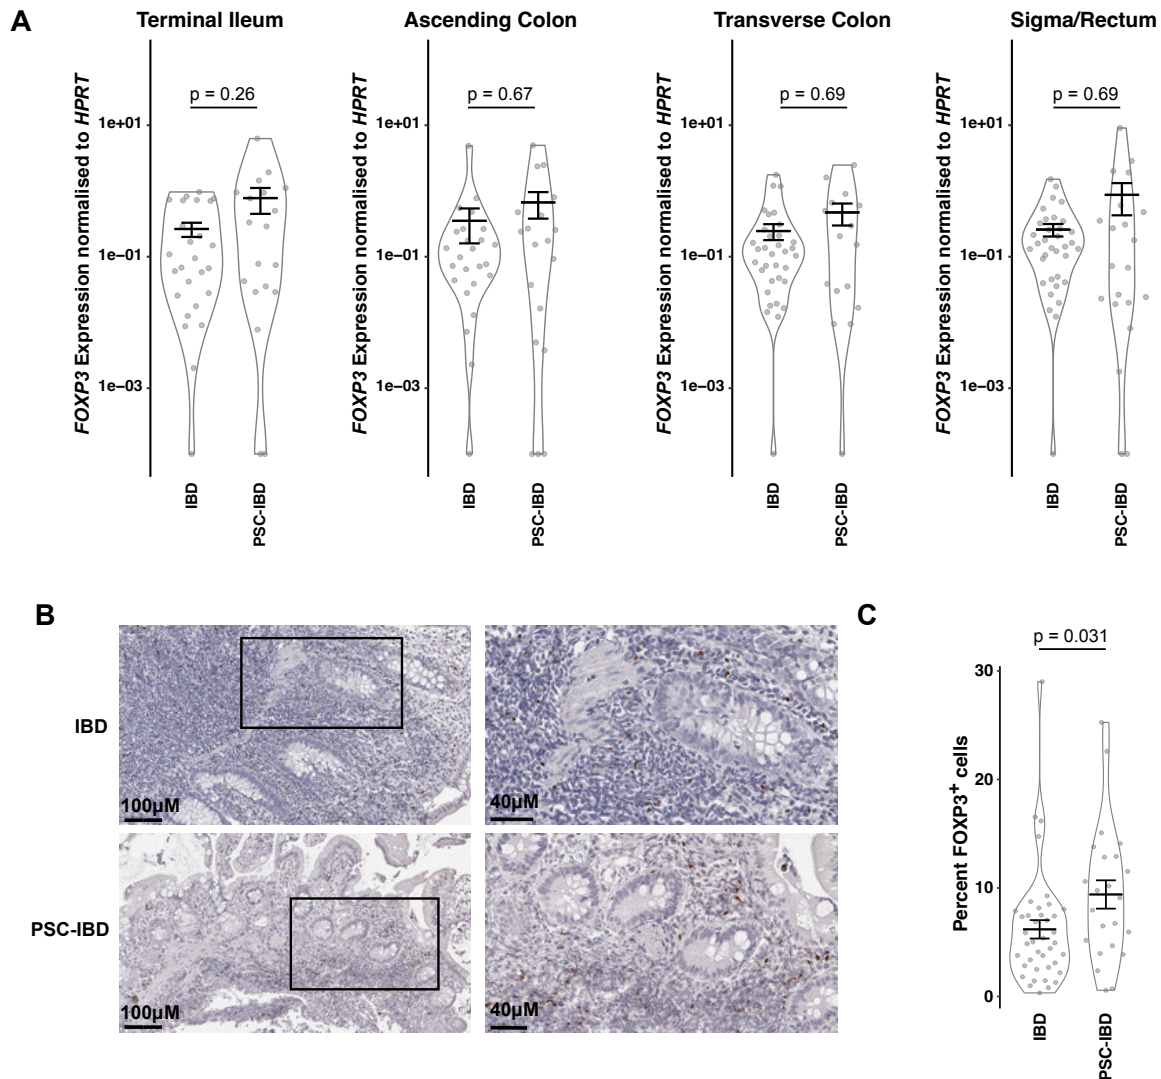 A
Terminal Ileum
Ascending Colon
Transverse Colon
Sigma/Rectum
FOXP3 Expression normalised to HPRT
p = 0.26
1e+01
1e−01
1e−03
IBD
PSC-IBD
FOXP3 Expression normalised to HPRT
p = 0.67
1e+01
1e−01
1e−03
IBD
PSC-IBD
FOXP3 Expression normalised to HPRT
p = 0.69
1e+01
1e−01
1e−03
IBD
PSC-IBD
FOXP3 Expression normalised to HPRT
p = 0.69
1e+01
1e−01
1e−03
IBD
PSC-IBD
B
IBD
100µM
40µM
PSC-IBD
100µM
40µM
C
p = 0.031
Percent FOXP3+ cells
30
20
10
0
IBD
PSC-IBD